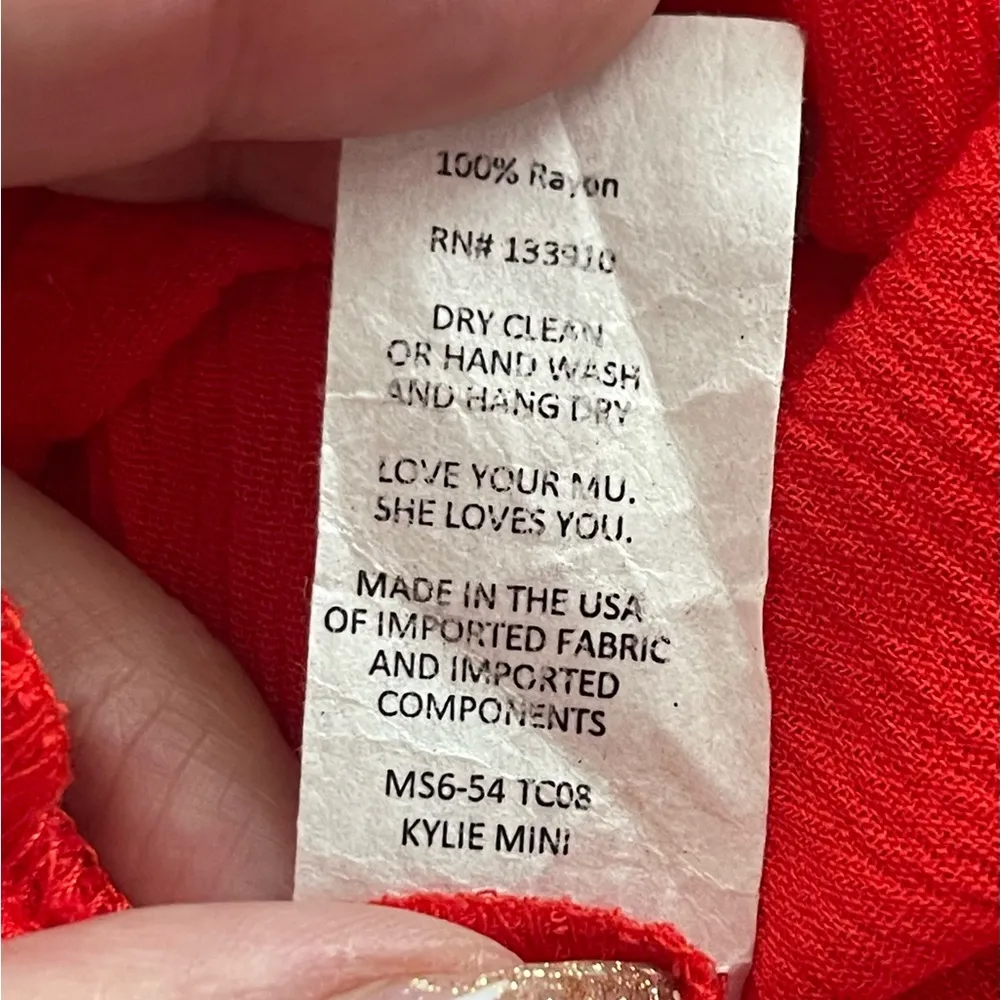 100% Rayon
RN# 133910
DRY CLEAN
OR HAND WASH
AND HANG DRY
LOVE YOUR MU.
SHE LOVES YOU.
MADE IN THE USA
OF IMPORTED FABRIC
AND IMPORTED
COMPONENTS
MS6-54 TC08
KYLIE MINI